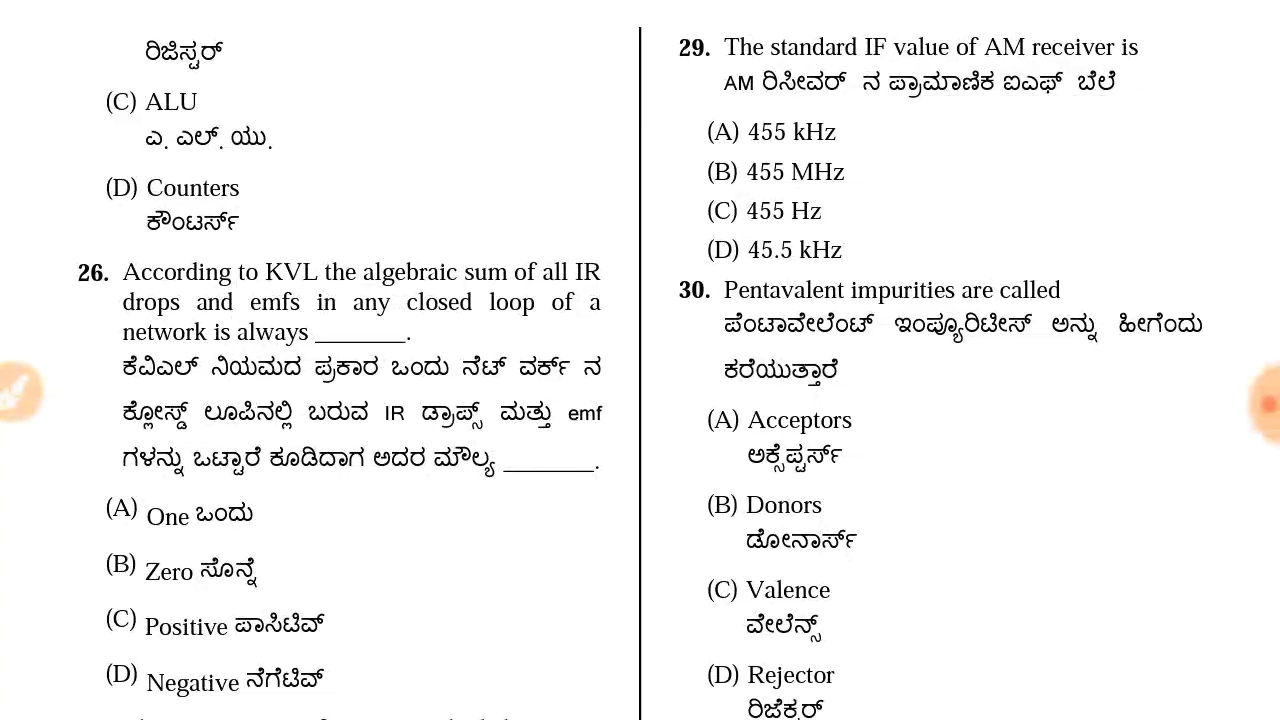 ರಿಜಿಸ್ಟರ್
(C) ALU
ಎ. ಎಲ್. ಯು.
(D) Counters
ಕೌಂಟರ್ಸ್
26. According to KVL the algebraic sum of all IR
drops and emfs in any closed loop of a
network is always _______.
ಕೆವಿಎಲ್ ನಿಯಮದ ಪ್ರಕಾರ ಒಂದು ನೆಟ್ ವರ್ಕ್ ನ
ಕ್ಲೋಸ್ಡ್ ಲೂಪಿನಲ್ಲಿ ಬರುವ IR ಡ್ರಾಪ್ಸ್ ಮತ್ತು emf
ಗಳನ್ನು ಒಟ್ಟಾರೆ ಕೂಡಿದಾಗ ಅದರ ಮೌಲ್ಯ _______.
(A) One ಒಂದು
(B) Zero ಸೊನ್ನೆ
(C) Positive ಪಾಸಿಟಿವ್
(D) Negative ನೆಗೆಟಿವ್
29. The standard IF value of AM receiver is
AM ರಿಸೀವರ್ ನ ಪ್ರಾಮಾಣಿಕ ಐಎಫ್ ಬೆಲೆ
(A) 455 kHz
(B) 455 MHz
(C) 455 Hz
(D) 45.5 kHz
30. Pentavalent impurities are called
ಪೆಂಟಾವೇಲೆಂಟ್ ಇಂಪ್ಯೂರಿಟೀಸ್ ಅನ್ನು ಹೀಗೆಂದು
ಕರೆಯುತ್ತಾರೆ
(A) Acceptors
ಅಕ್ಸೆಪ್ಟರ್ಸ್
(B) Donors
ಡೋನಾರ್ಸ್
(C) Valence
ವೇಲೆನ್ಸ್
(D) Rejector
ರಿಜೆಕ್ಟರ್